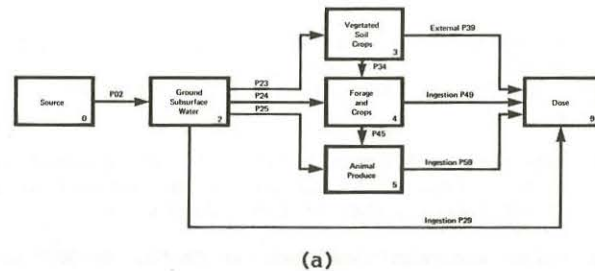 Vegetated
Soil
Crops
3
External P39
P34
P23
Source
0
P02
Ground
Subsurface
Water
2
P24
P25
Forage
and
Crops
4
Ingestion P49
P45
Dose
9
Animal
Produce
5
Ingestion P59
Ingestion P29
(a)